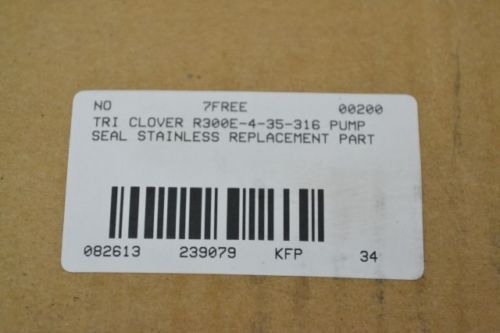 NO 7FREE 00200
TRI CLOVER R300E-4-35-316 PUMP
SEAL STAINLESS REPLACEMENT PART
082613 239079 KFP 34